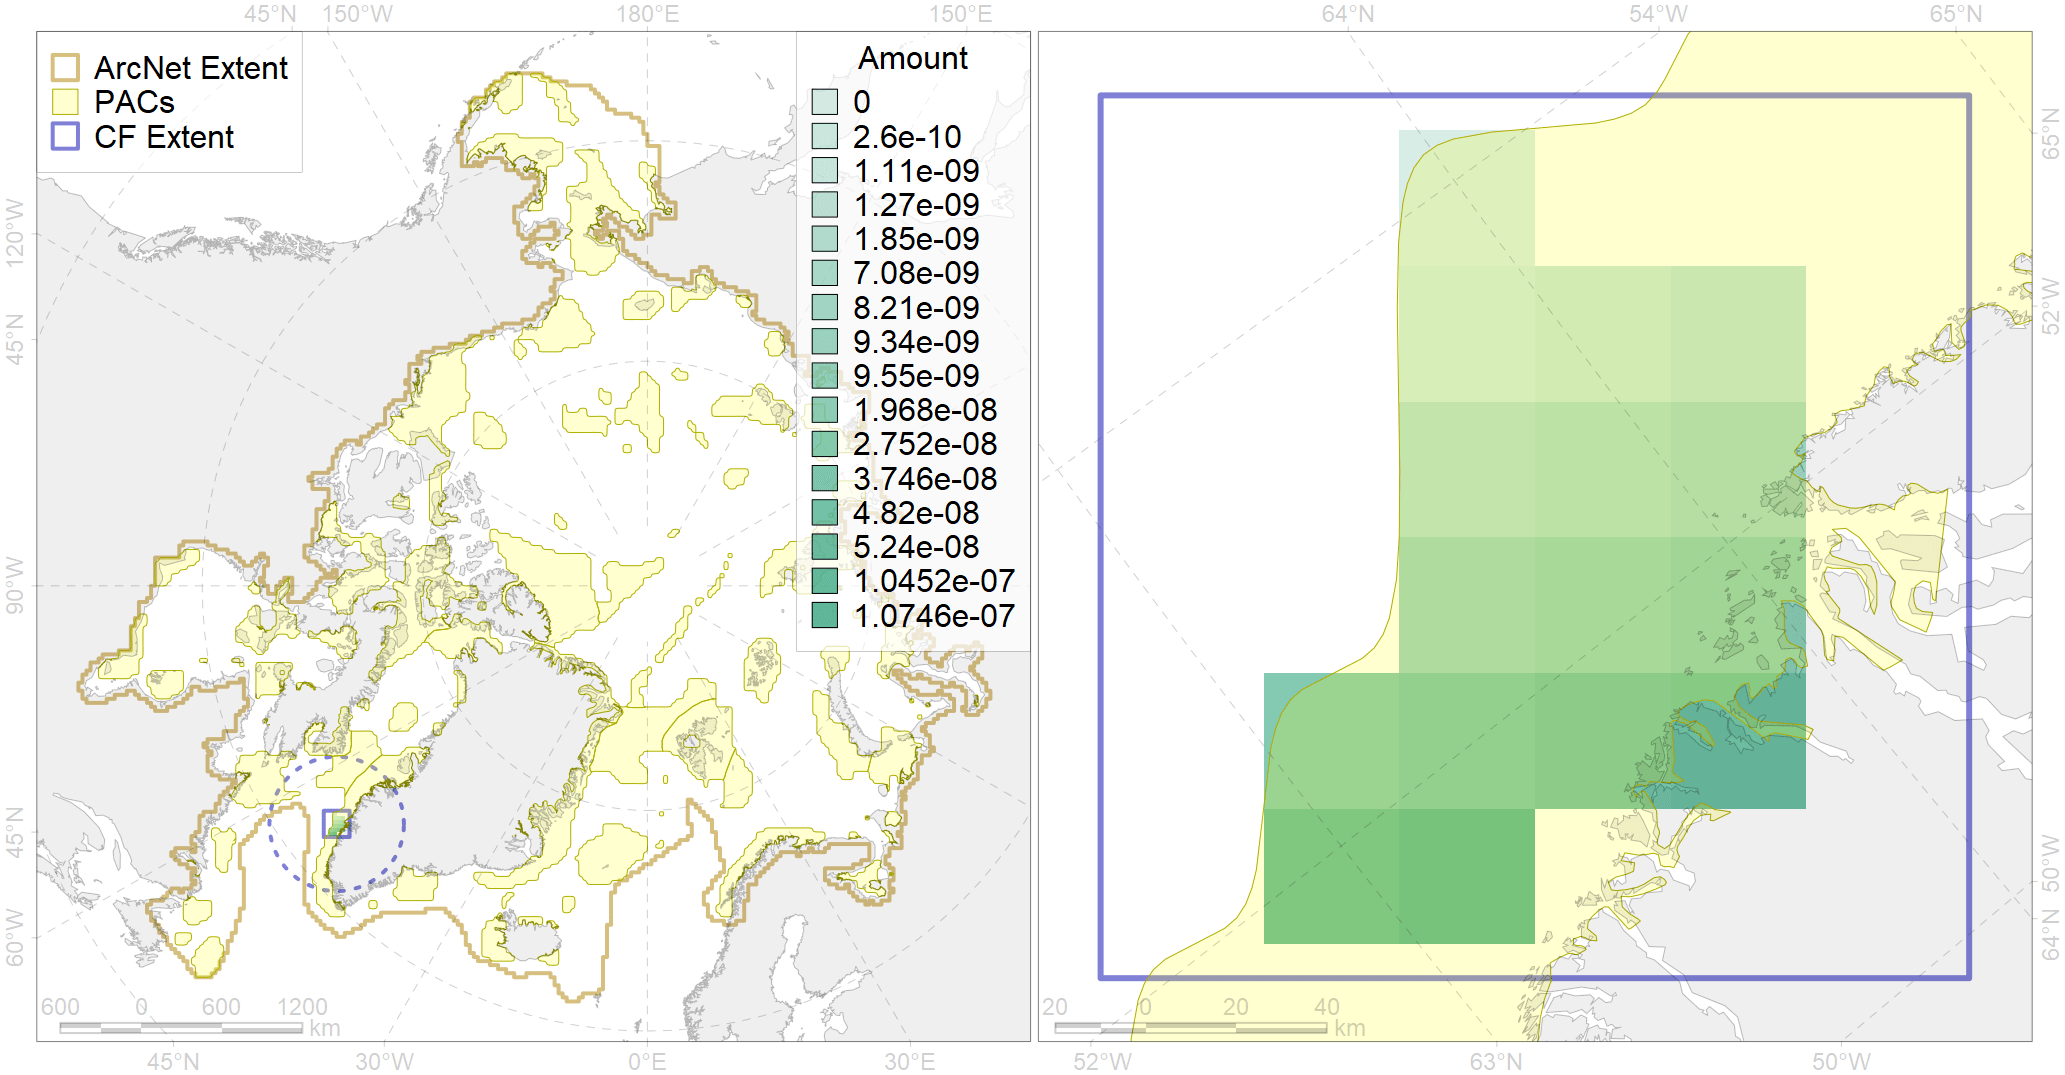 45°N 150°W 180°E 150°E
64°N 54°W 65°N
ArcNet Extent
PACs
CF Extent
Amount
0
2.6e-10
1.11e-09
1.27e-09
1.85e-09
7.08e-09
8.21e-09
9.34e-09
9.55e-09
1.968e-08
2.752e-08
3.746e-08
4.82e-08
5.24e-08
1.0452e-07
1.0746e-07
120°W
45°N
90°W
45°N
60°W
65°N
52°W
50°W
64°N
600 0 600 1200
km
20 0 20 40
km
45°N 30°W 0°E 30°E
52°W 63°N 50°W